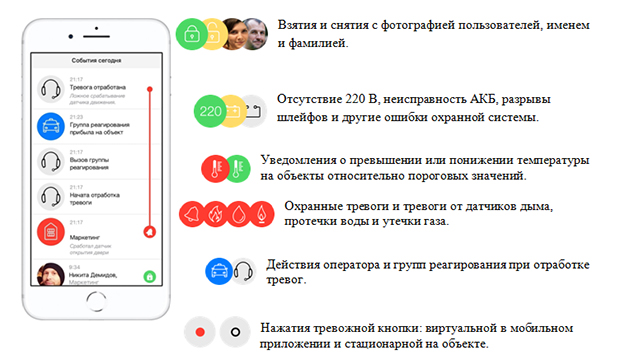 События сегодня
21:17
Тревога отработана
Ложное срабатывание
датчика движения
21:23
Группа реагирования
прибыла на объект
21:17
Вызов группы
реагирования
21:17
Начата отработка
тревоги
21:17
Маркетинг
Сработал датчик
открытия двери
8:34
Никита Демидов,
Маркетинг
Взятия и снятия с фотографией пользователей, именем
и фамилией.
220
Отсутствие 220 В, неисправность АКБ, разрывы
шлейфов и другие ошибки охранной системы.
Уведомления о превышении или понижении температуры
на объекты относительно пороговых значений.
Охранные тревоги и тревоги от датчиков дыма,
протечки воды и утечки газа.
Действия оператора и групп реагирования при отработке
тревог.
Нажатия тревожной кнопки: виртуальной в мобильном
приложении и стационарной на объекте.